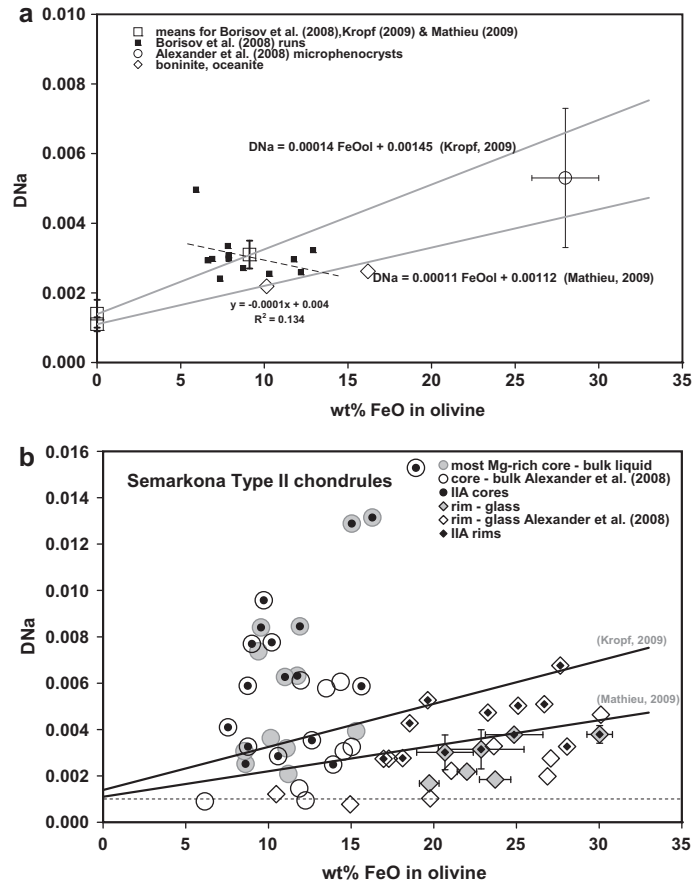 a
0.010
0.008
0.006
0.004
0.002
0.000
DNa
means for Borisov et al. (2008),Kropf (2009) & Mathieu (2009)
Borisov et al. (2008) runs
Alexander et al. (2008) microphenocrysts
boninite, oceanite
DNa = 0.00014 FeOol + 0.00145 (Kropf, 2009)
DNa = 0.00011 FeOol + 0.00112 (Mathieu, 2009)
y = -0.0001x + 0.004
R² = 0.134
0 5 10 15 20 25 30 35
wt% FeO in olivine
b
0.016
0.014
0.012
0.010
0.008
0.006
0.004
0.002
0.000
DNa
Semarkona Type II chondrules
most Mg-rich core - bulk liquid
core - bulk Alexander et al. (2008)
IIA cores
rim - glass
rim - glass Alexander et al. (2008)
IIA rims
(Kropf, 2009)
(Mathieu, 2009)
0 5 10 15 20 25 30 35
wt% FeO in olivine